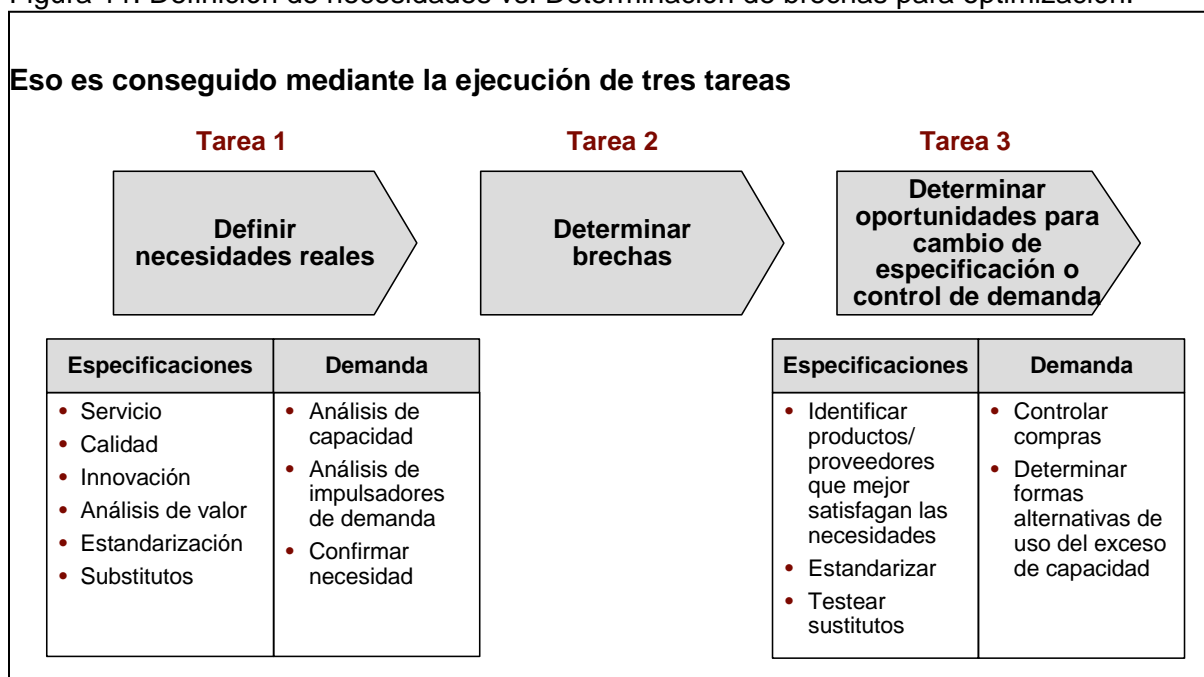 Figura 11. Definición de necesidades vs. Determinación de brechas para optimización.
Eso es conseguido mediante la ejecución de tres tareas
Tarea 1
Tarea 2
Tarea 3
Definir
necesidades reales
Determinar
brechas
Determinar
oportunidades para
cambio de
especificación o
control de demanda
Especificaciones
Demanda
• Servicio
• Calidad
• Innovación
• Análisis de valor
• Estandarización
• Substitutos
• Análisis de
capacidad
• Análisis de
impulsadores
de demanda
• Confirmar
necesidad
Especificaciones
Demanda
• Identificar
productos/
proveedores
que mejor
satisfagan las
necesidades
• Estandarizar
• Testear
sustitutos
• Controlar
compras
• Determinar
formas
alternativas de
uso del exceso
de capacidad